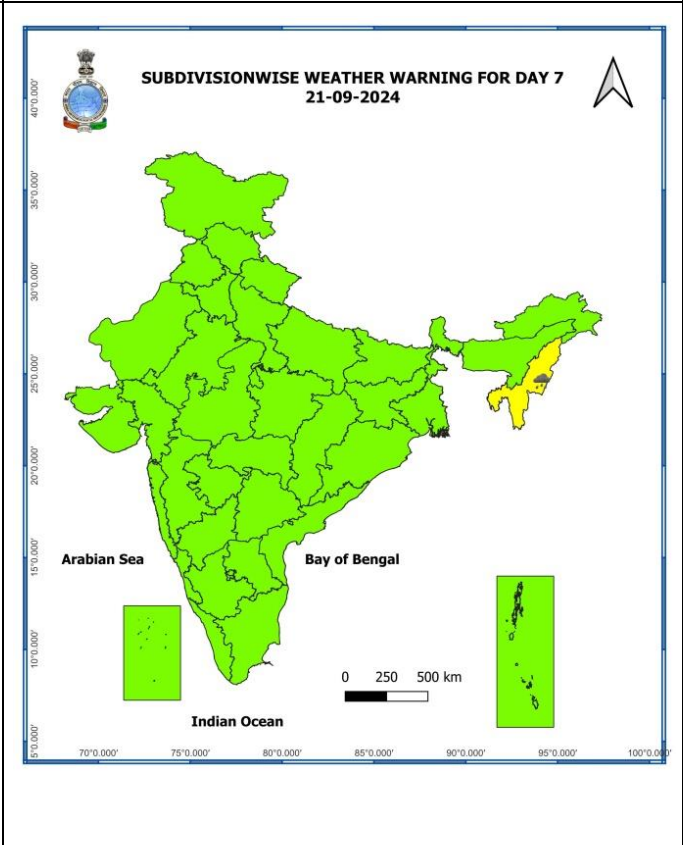 SUBDIVISIONWISE WEATHER WARNING FOR DAY 7
21-09-2024
40°0.000'
35°0.000'
30°0.000'
25°0.000'
20°0.000'
15°0.000'
10°0.000'
5°0.000'
Arabian Sea
Bay of Bengal
0 250 500 km
Indian Ocean
70°0.000' 75°0.000' 80°0.000' 85°0.000' 90°0.000' 95°0.000' 100°0.000'